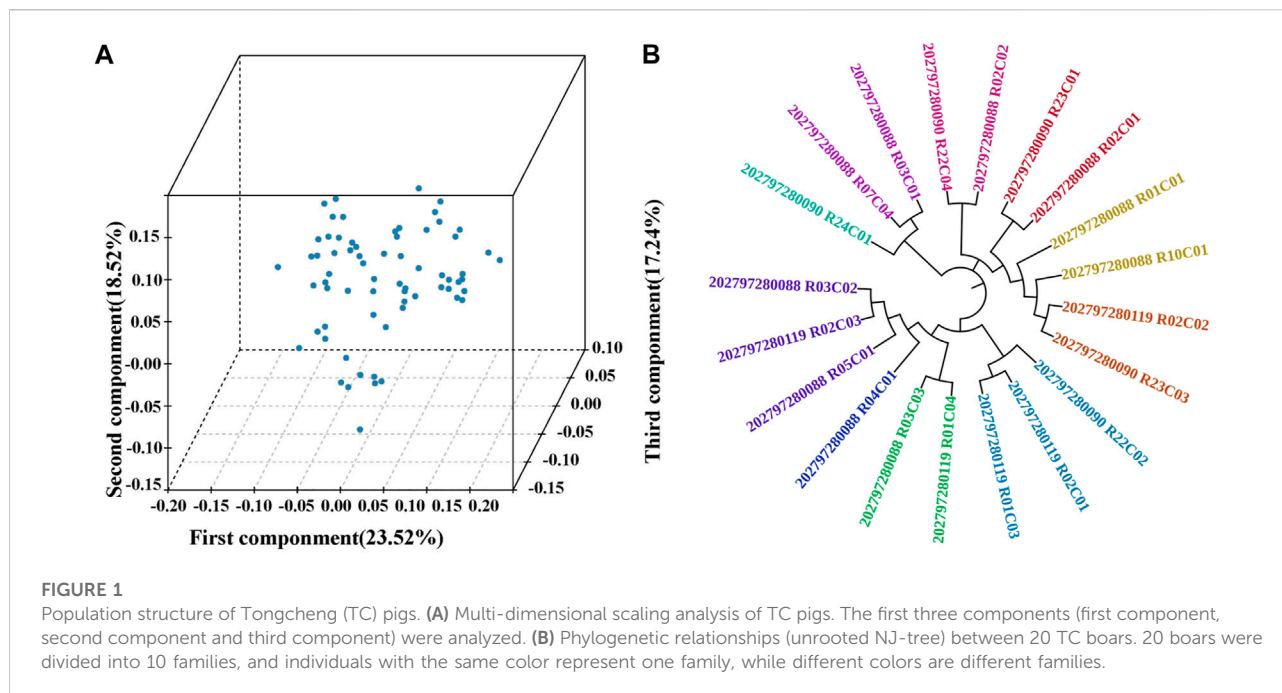 A
Second componment(18.52%)
0.15
0.10
0.05
-0.00
-0.05
-0.10
-0.15
-0.20 -0.15 -0.10 -0.05 0.00 0.05 0.10 0.15 0.20
First componment(23.52%)
0.10
0.05
0.00
-0.05
-0.10
-0.15
Third componment(17.24%)
B
202797280090 R24C01
202797280088 R07C04
202797280088 R03C01
202797280090 R22C04
202797280088 R02C02
202797280090 R23C01
202797280088 R02C01
202797280088 R01C01
202797280088 R10C01
202797280119 R02C02
202797280090 R23C03
202797280090 R22C02
202797280119 R02C01
202797280119 R01C03
202797280119 R01C04
202797280088 R03C03
202797280088 R04C01
202797280088 R05C01
202797280119 R02C03
202797280088 R03C02
FIGURE 1
Population structure of Tongcheng (TC) pigs. (A) Multi-dimensional scaling analysis of TC pigs. The first three components (first component,
second component and third component) were analyzed. (B) Phylogenetic relationships (unrooted NJ-tree) between 20 TC boars. 20 boars were
divided into 10 families, and individuals with the same color represent one family, while different colors are different families.